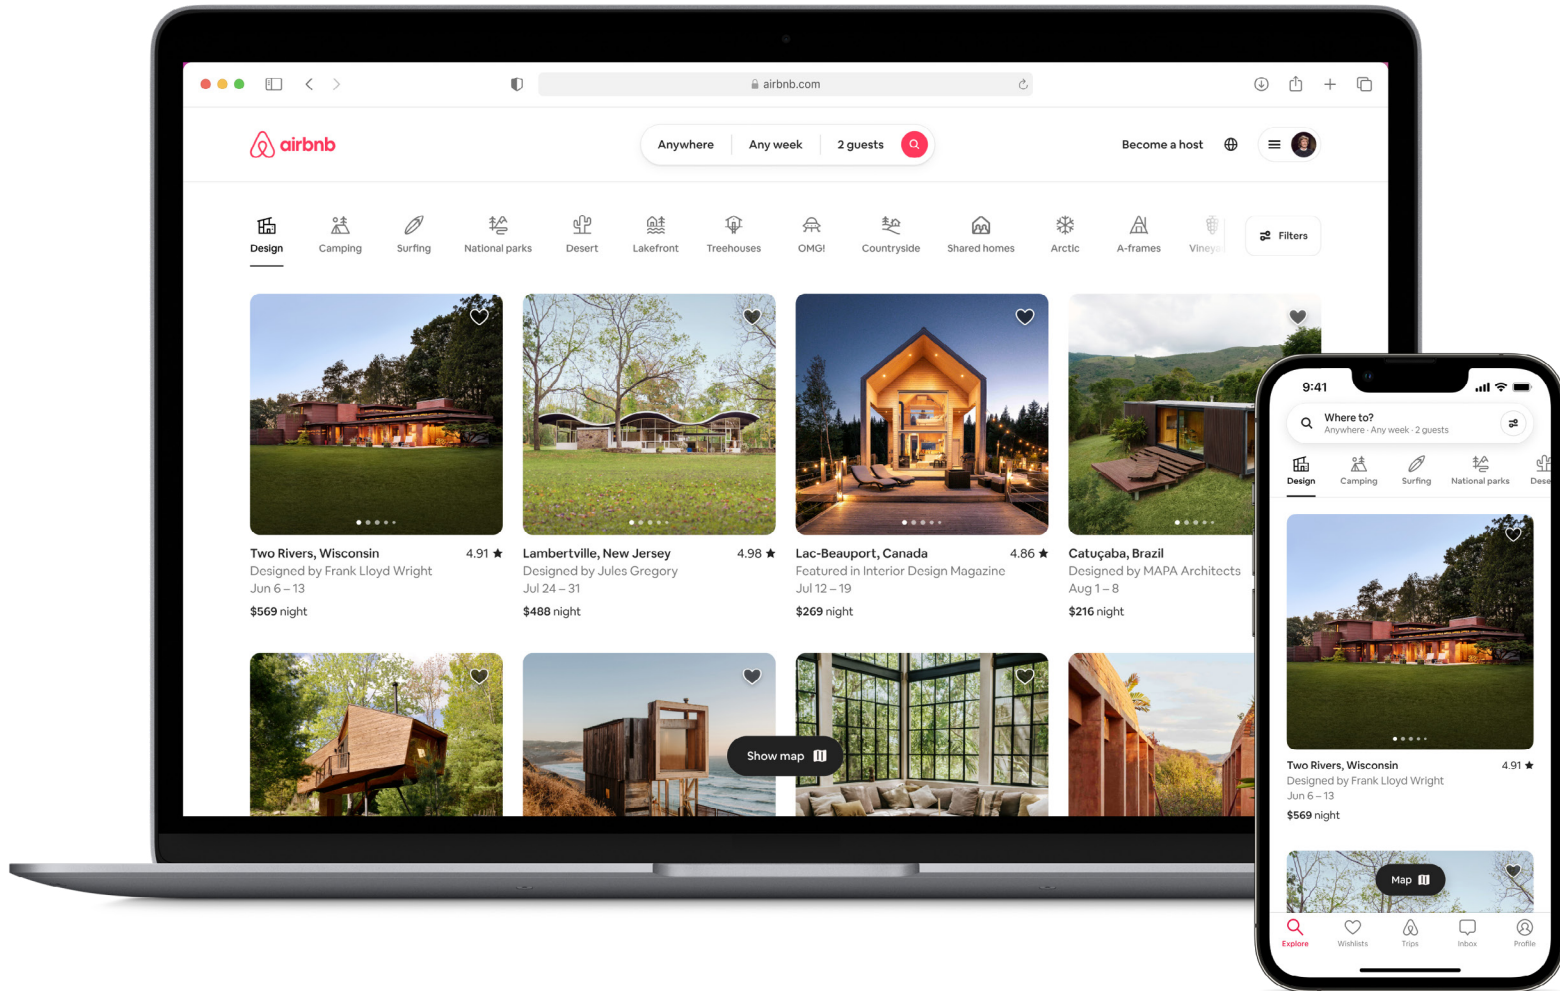 airbnb.com
airbnb
Anywhere
Any week
2 guests
Become a host
Design
Camping
Surfing
National parks
Desert
Lakefront
Treehouses
OMG!
Countryside
Shared homes
Arctic
A-frames
Vineya
Filters
Two Rivers, Wisconsin 4.91 ★
Designed by Frank Lloyd Wright
Jun 6 – 13
$569 night
Lambertville, New Jersey 4.98 ★
Designed by Jules Gregory
Jul 24 – 31
$488 night
Lac-Beauport, Canada 4.86 ★
Featured in Interior Design Magazine
Jul 12 – 19
$269 night
Catuçaba, Brazil
Designed by MAPA Architects
Aug 1 – 8
$216 night
Show map
9:41
Where to?
Anywhere · Any week · 2 guests
Design
Camping
Surfing
National parks
Dese
Two Rivers, Wisconsin 4.91 ★
Designed by Frank Lloyd Wright
Jun 6 – 13
$569 night
Map
Explore
Wishlists
Trips
Inbox
Profile